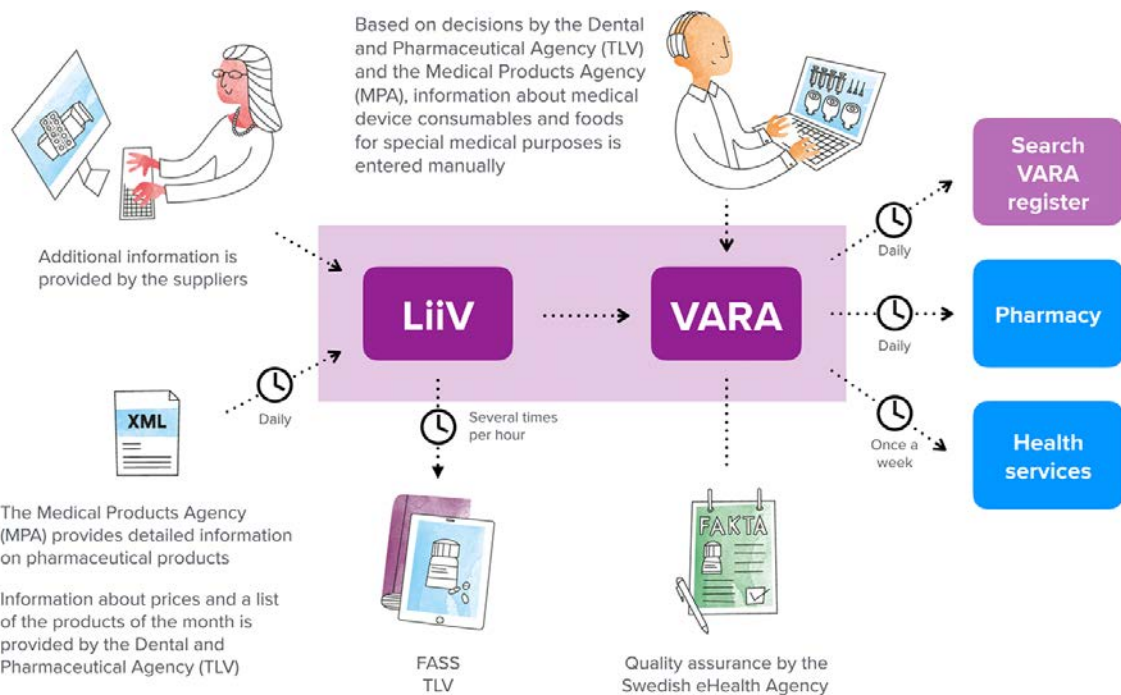 Based on decisions by the Dental
and Pharmaceutical Agency (TLV)
and the Medical Products Agency
(MPA), information about medical
device consumables and foods
for special medical purposes is
entered manually
Additional information is
provided by the suppliers
LiiV
VARA
Search
VARA
register
Daily
Pharmacy
Daily
Health
services
Once a
week
XML
Daily
Several times
per hour
The Medical Products Agency
(MPA) provides detailed information
on pharmaceutical products
Information about prices and a list
of the products of the month is
provided by the Dental and
Pharmaceutical Agency (TLV)
FASS
TLV
FAKTA
Quality assurance by the
Swedish eHealth Agency